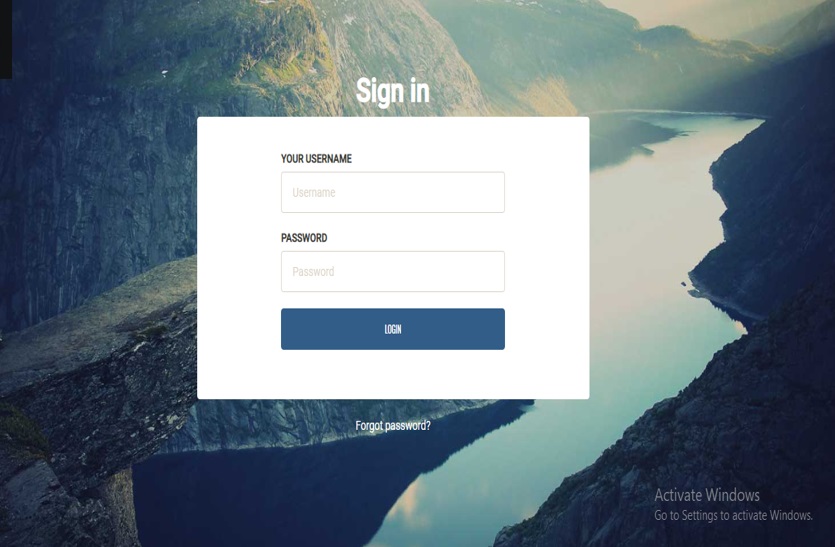 Sign in
YOUR USERNAME
Username
PASSWORD
Password
LOGIN
Forgot password?
Activate Windows
Go to Settings to activate Windows.